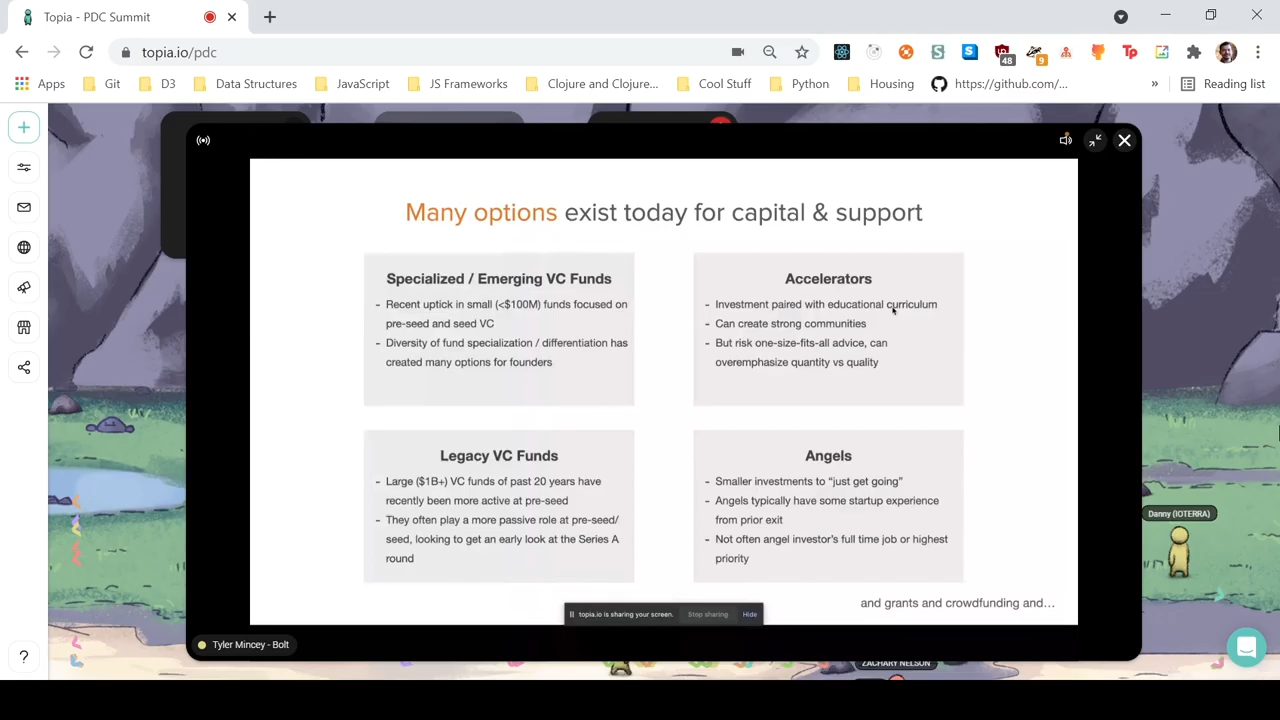 Topia - PDC Summit
topia.io/pdc
48
9
Tp
Apps
Git
D3
Data Structures
JavaScript
JS Frameworks
Clojure and Clojure...
Cool Stuff
Python
Housing
https://github.com/...
»
Reading list
Many options exist today for capital & support
Specialized / Emerging VC Funds
- Recent uptick in small (<$100M) funds focused on
pre-seed and seed VC
- Diversity of fund specialization / differentiation has
created many options for founders
Accelerators
- Investment paired with educational curriculum
- Can create strong communities
- But risk one-size-fits-all advice, can
overemphasize quantity vs quality
Legacy VC Funds
- Large ($1B+) VC funds of past 20 years have
recently been more active at pre-seed
- They often play a more passive role at pre-seed/
seed, looking to get an early look at the Series A
round
Angels
- Smaller investments to “just get going”
- Angels typically have some startup experience
from prior exit
- Not often angel investor’s full time job or highest
priority
and grants and crowdfunding and…
topia.io is sharing your screen.
Stop sharing
Hide
Danny (IOTERRA)
Tyler Mincey - Bolt
ZACHARY NELSON
?